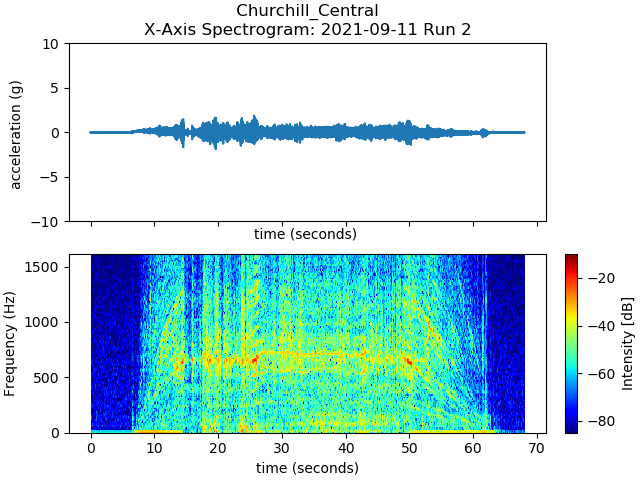 Churchill_Central
X-Axis Spectrogram: 2021-09-11 Run 2
10
5
0
−5
−10
acceleration (g)
time (seconds)
1500
1000
500
0
Frequency (Hz)
0 10 20 30 40 50 60 70
time (seconds)
−20
−40
−60
−80
Intensity [dB]